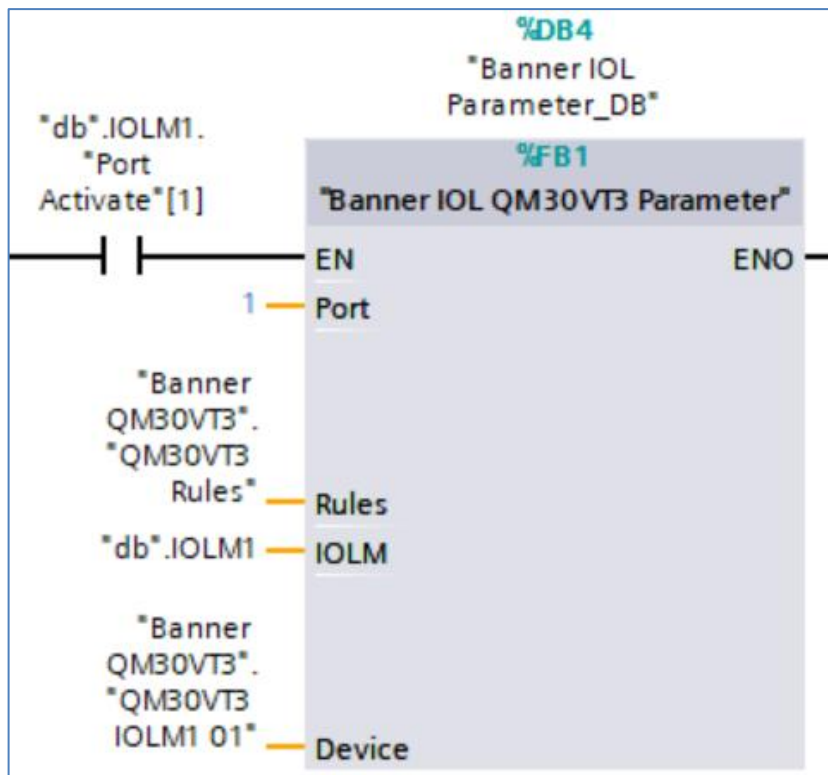 %DB4
"Banner IOL
Parameter_DB"
"db".IOLM1.
"Port
Activate"[1]
%FB1
"Banner IOL QM30VT3 Parameter"
EN
ENO
1
Port
"Banner
QM30VT3".
"QM30VT3
Rules"
Rules
"db".IOLM1
IOLM
"Banner
QM30VT3".
"QM30VT3
IOLM1 01"
Device